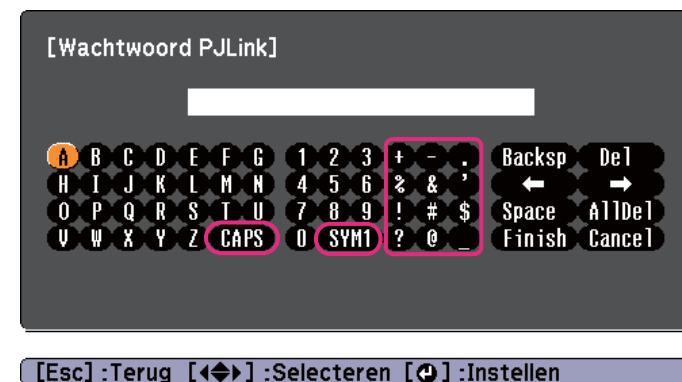 [Wachtwoord PJLink]
A B C D E F G 1 2 3 + - . Backsp Del
H I J K L M N 4 5 6 % & ' ← →
O P Q R S T U 7 8 9 ! # $ Space AllDel
V W X Y Z CAPS 0 SYM1 ? @ _ Finish Cancel
[Esc] :Terug [◀◆▶] :Selecteren [↵] :Instellen